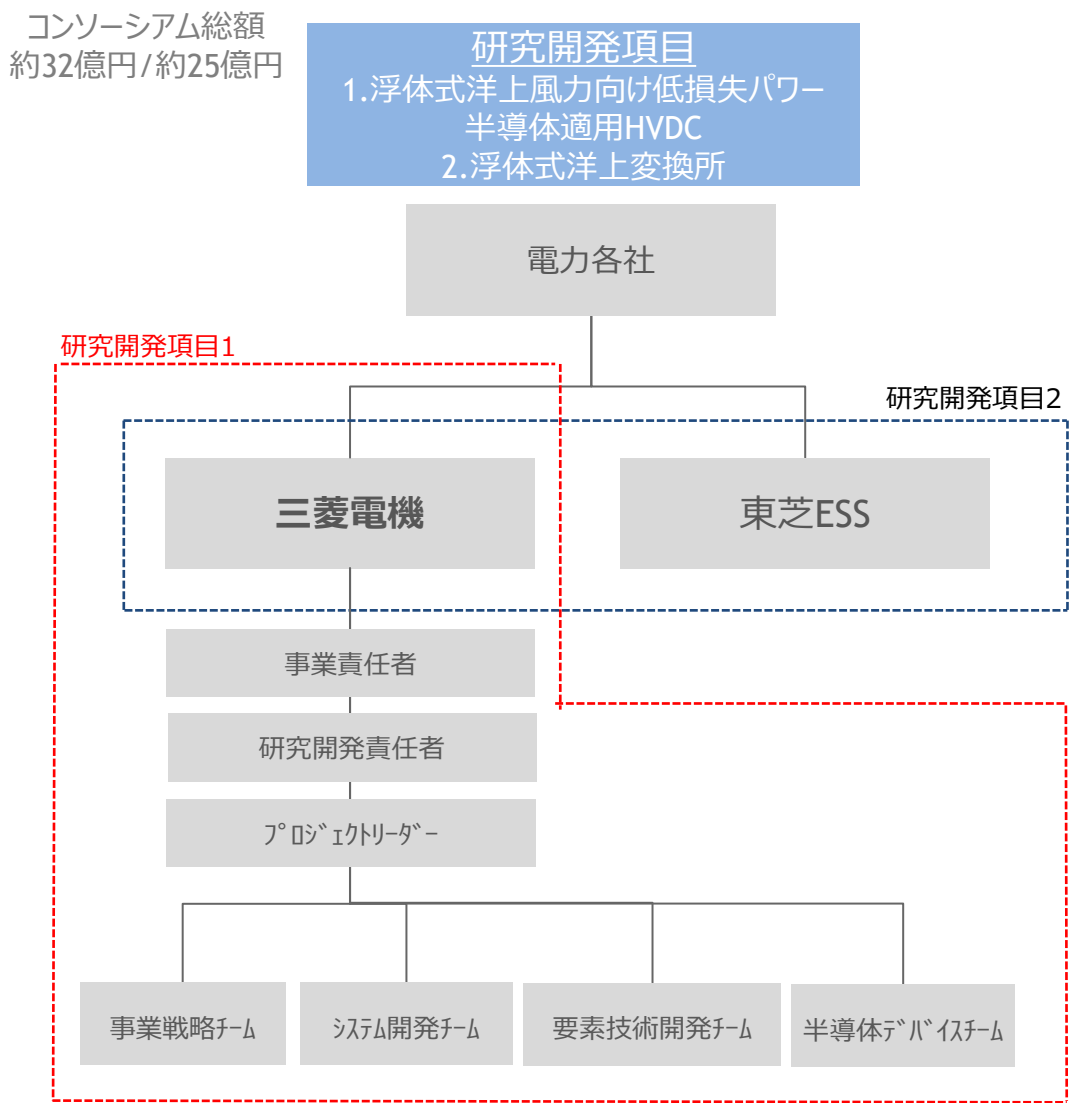 コンソーシアム総額
約32億円/約25億円
研究開発項目
1.浮体式洋上風力向け低損失パワー
半導体適用HVDC
2.浮体式洋上変換所
電力各社
研究開発項目1
研究開発項目2
三菱電機
東芝ESS
事業責任者
研究開発責任者
ﾌﾟﾛｼﾞｪｸﾄﾘｰﾀﾞｰ
事業戦略ﾁｰﾑ
ｼｽﾃﾑ開発ﾁｰﾑ
要素技術開発ﾁｰﾑ
半導体ﾃﾞﾊﾞｲｽﾁｰﾑ